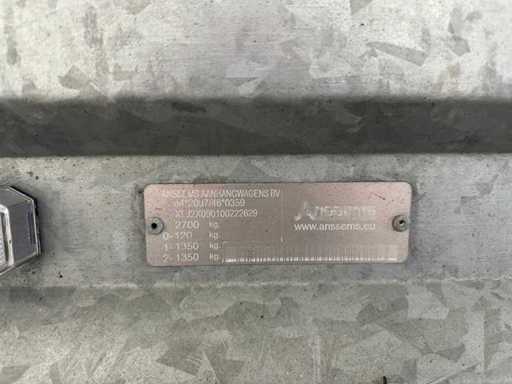 ANSSEMS AANHANGWAGENS BV
e4*2007/46*0359
XLJ2X090100222829
2700 kg. Anssems
0-120 kg. www.anssems.eu
1-1350 kg.
2-1350 kg.